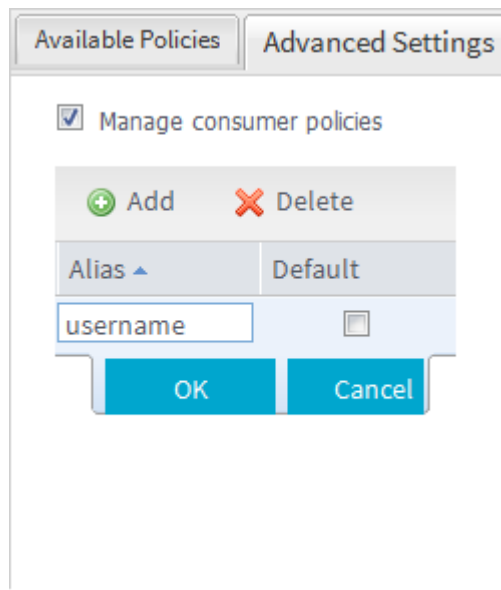 Available Policies Advanced Settings
Manage consumer policies
Add Delete
Alias Default
username
OK Cancel